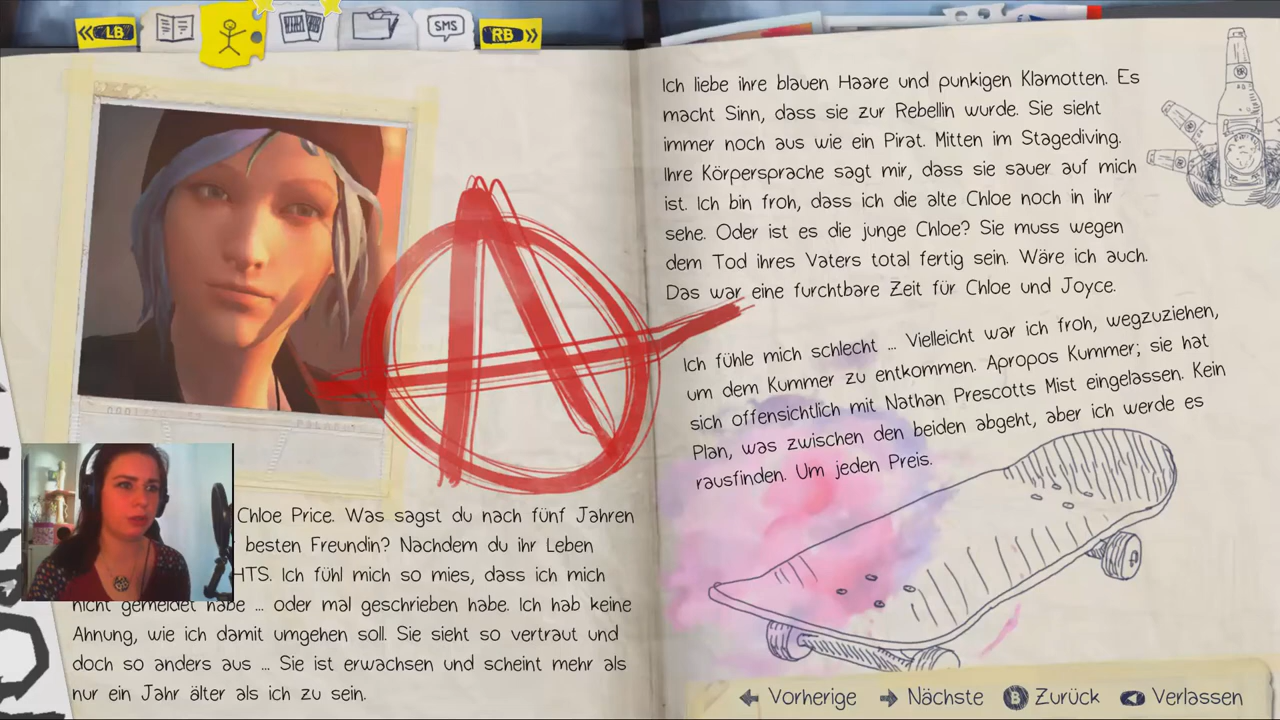 LB
SMS
RB
Chloe Price. Was sagst du nach fünf Jahren
besten Freundin? Nachdem du ihr Leben
HTS. Ich fühl mich so mies, dass ich mich
nicht gemeldet habe ... oder mal geschrieben habe. Ich hab keine
Ahnung, wie ich damit umgehen soll. Sie sieht so vertraut und
doch so anders aus ... Sie ist erwachsen und scheint mehr als
nur ein Jahr älter als ich zu sein.
Ich liebe ihre blauen Haare und punkigen Klamotten. Es
macht Sinn, dass sie zur Rebellin wurde. Sie sieht
immer noch aus wie ein Pirat. Mitten im Stagediving.
Ihre Körpersprache sagt mir, dass sie sauer auf mich
ist. Ich bin froh, dass ich die alte Chloe noch in ihr
sehe. Oder ist es die junge Chloe? Sie muss wegen
dem Tod ihres Vaters total fertig sein. Wäre ich auch.
Das war eine furchtbare Zeit für Chloe und Joyce.
Ich fühle mich schlecht ... Vielleicht war ich froh, wegzuziehen,
um dem Kummer zu entkommen. Apropos Kummer; sie hat
sich offensichtlich mit Nathan Prescotts Mist eingelassen. Kein
Plan, was zwischen den beiden abgeht, aber ich werde es
rausfinden. Um jeden Preis.
Vorherige Nächste B Zurück Verlassen